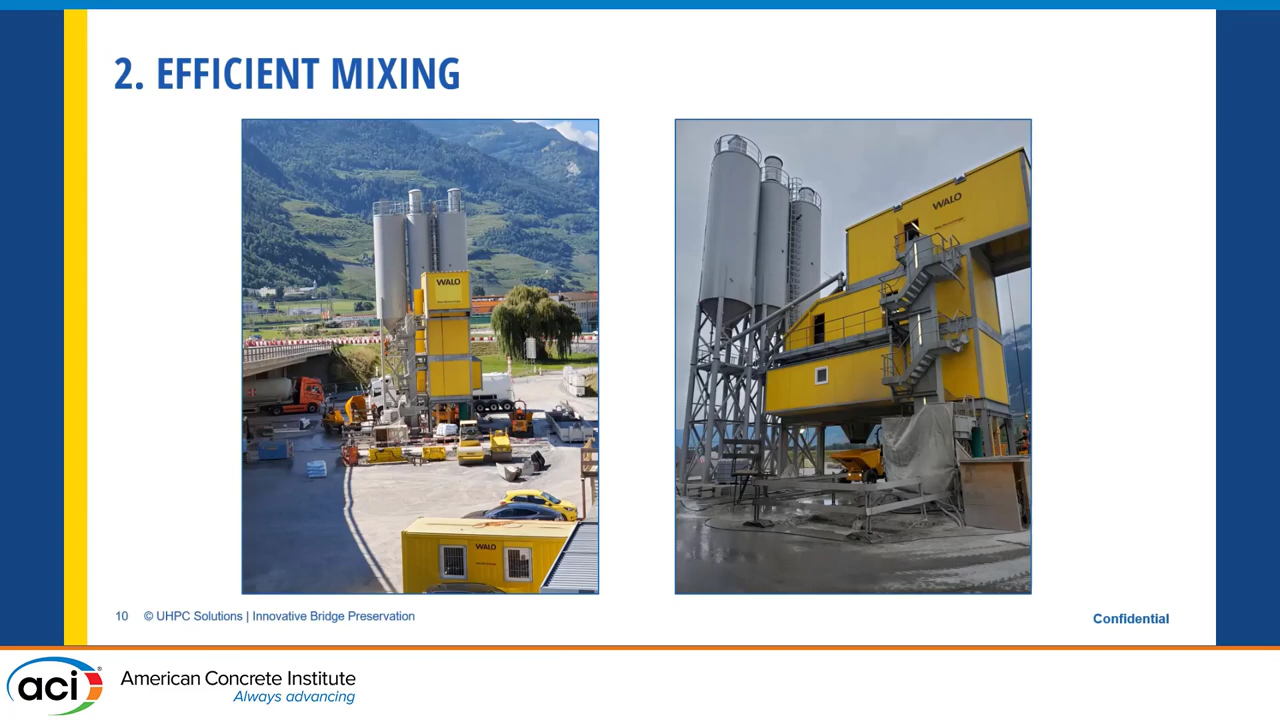 2. EFFICIENT MIXING
WALO
WALO
WALO
10 © UHPC Solutions | Innovative Bridge Preservation
Confidential
aci®
American Concrete Institute
Always advancing